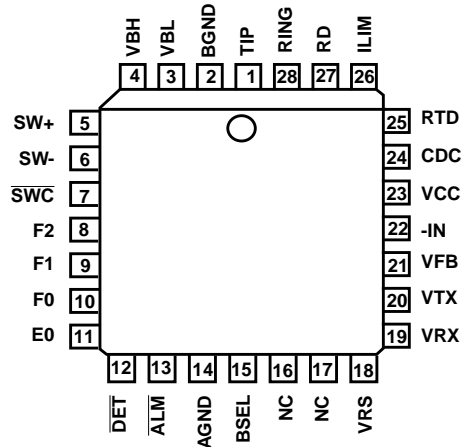 VBH VBL BGND TIP RING RD ILIM
4 3 2 1 28 27 26
SW+ 5 25 RTD
SW- 6 24 CDC
SWC 7 23 VCC
F2 8 22 -IN
F1 9 21 VFB
F0 10 20 VTX
E0 11 19 VRX
12 13 14 15 16 17 18
DET ALM AGND BSEL NC NC VRS